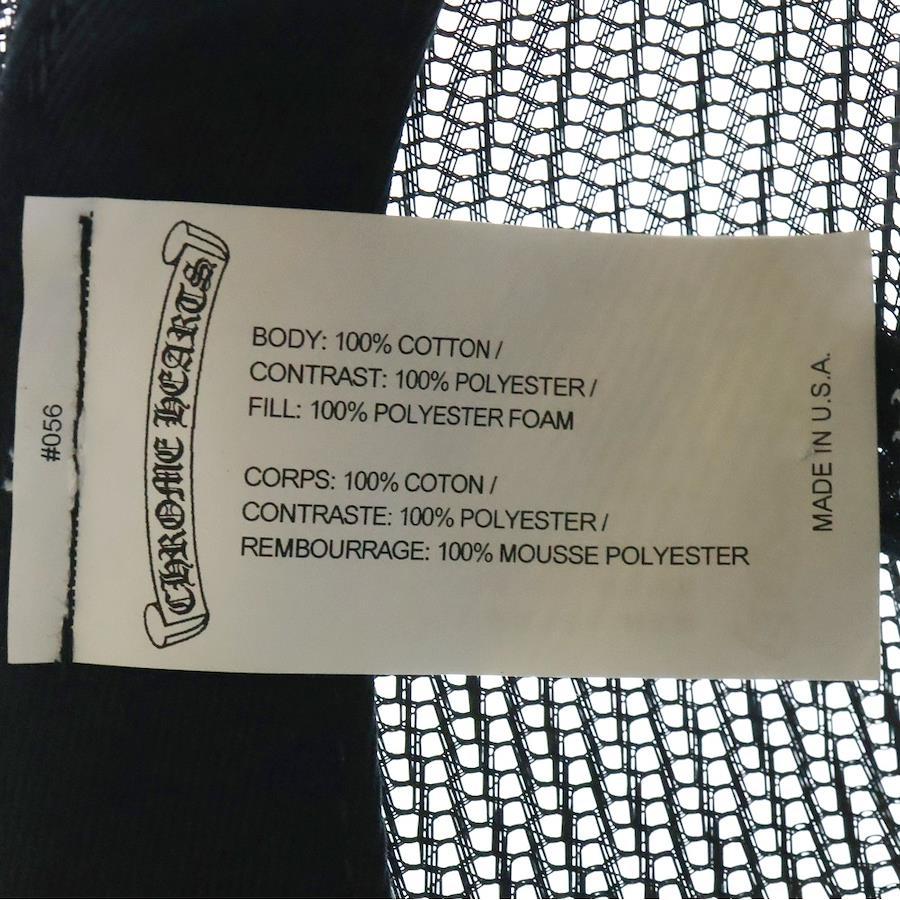 #056
CHROME HEARTS
BODY: 100% COTTON /
CONTRAST: 100% POLYESTER /
FILL: 100% POLYESTER FOAM
CORPS: 100% COTON /
CONTRASTE: 100% POLYESTER /
REMBOURRAGE: 100% MOUSSE POLYESTER
MADE IN U.S.A.